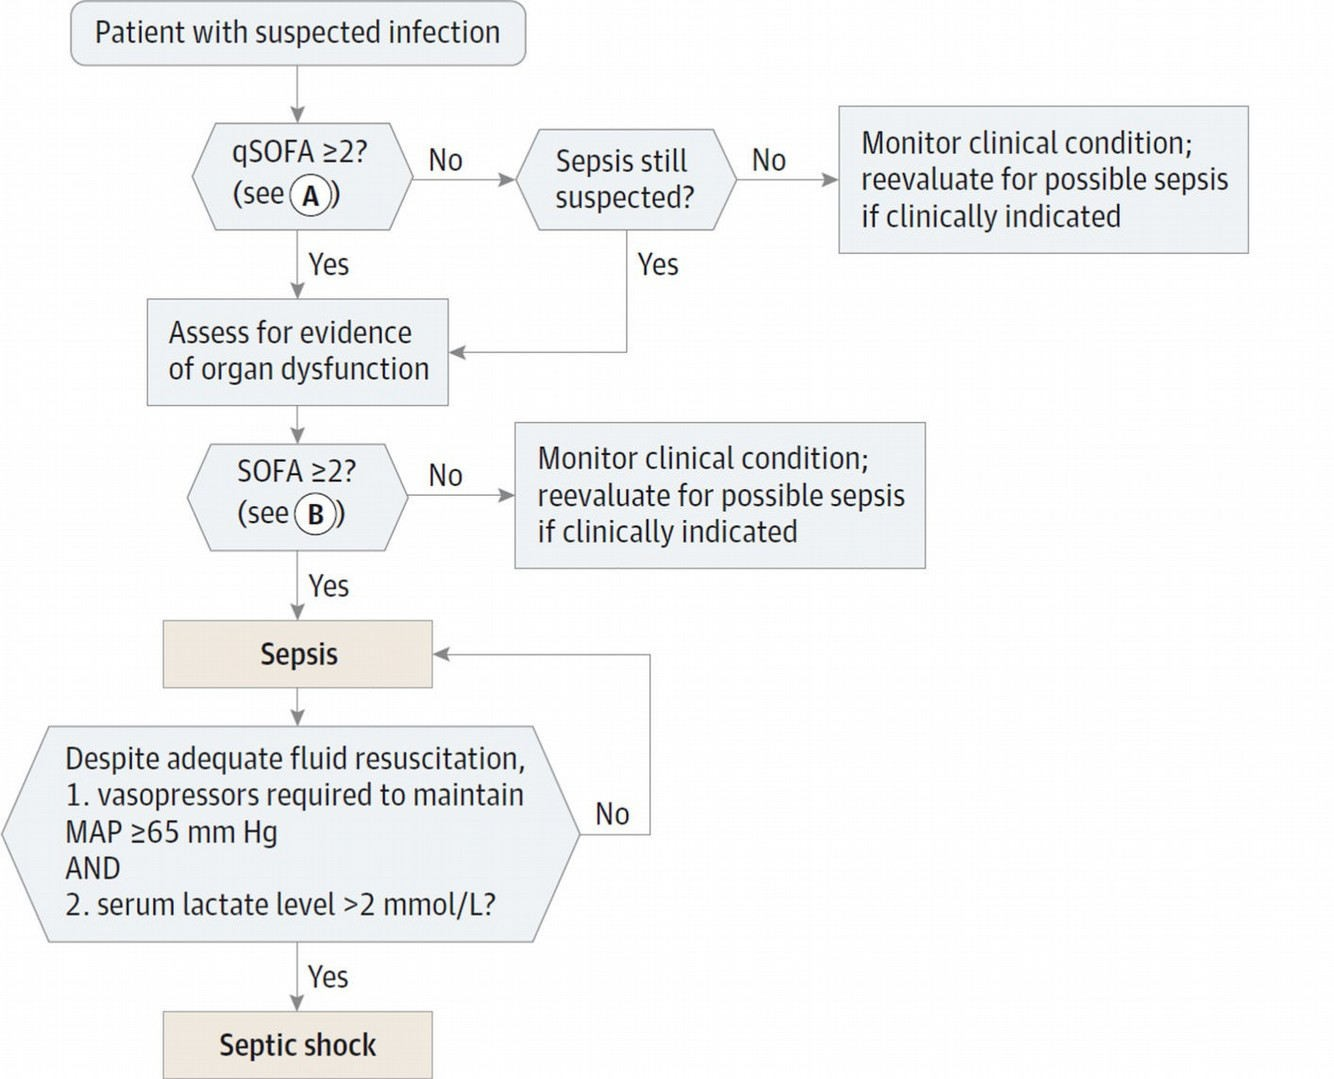 Patient with suspected infection
qSOFA ≥2?
(see A)
No
Sepsis still
suspected?
No
Monitor clinical condition;
reevaluate for possible sepsis
if clinically indicated
Yes
Yes
Assess for evidence
of organ dysfunction
SOFA ≥2?
(see B)
No
Monitor clinical condition;
reevaluate for possible sepsis
if clinically indicated
Yes
Sepsis
Despite adequate fluid resuscitation,
1. vasopressors required to maintain
MAP ≥65 mm Hg
AND
2. serum lactate level >2 mmol/L?
No
Yes
Septic shock